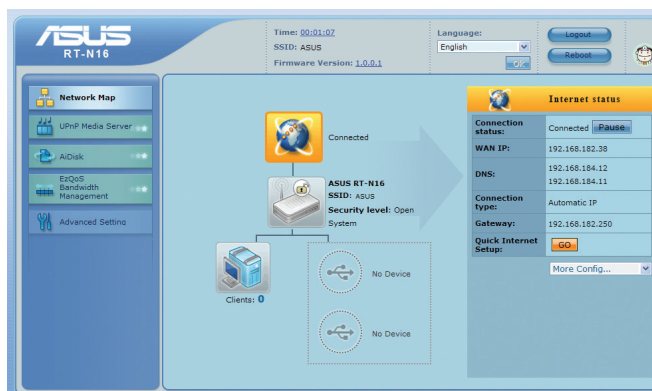 ASUS
RT-N16
Time: 00:01:07
SSID: ASUS
Firmware Version: 1.0.0.1
Language:
English
OK
Logout
Reboot
Network Map
UPnP Media Server
AiDisk
EzQoS
Bandwidth
Management
Advanced Setting
Connected
ASUS RT-N16
SSID: ASUS
Security level: Open
System
Clients: 0
No Device
No Device
Internet status
Connection status: Connected Pause
WAN IP: 192.168.182.38
DNS: 192.168.184.12
192.168.184.11
Connection type: Automatic IP
Gateway: 192.168.182.250
Quick Internet Setup: GO
More Config...